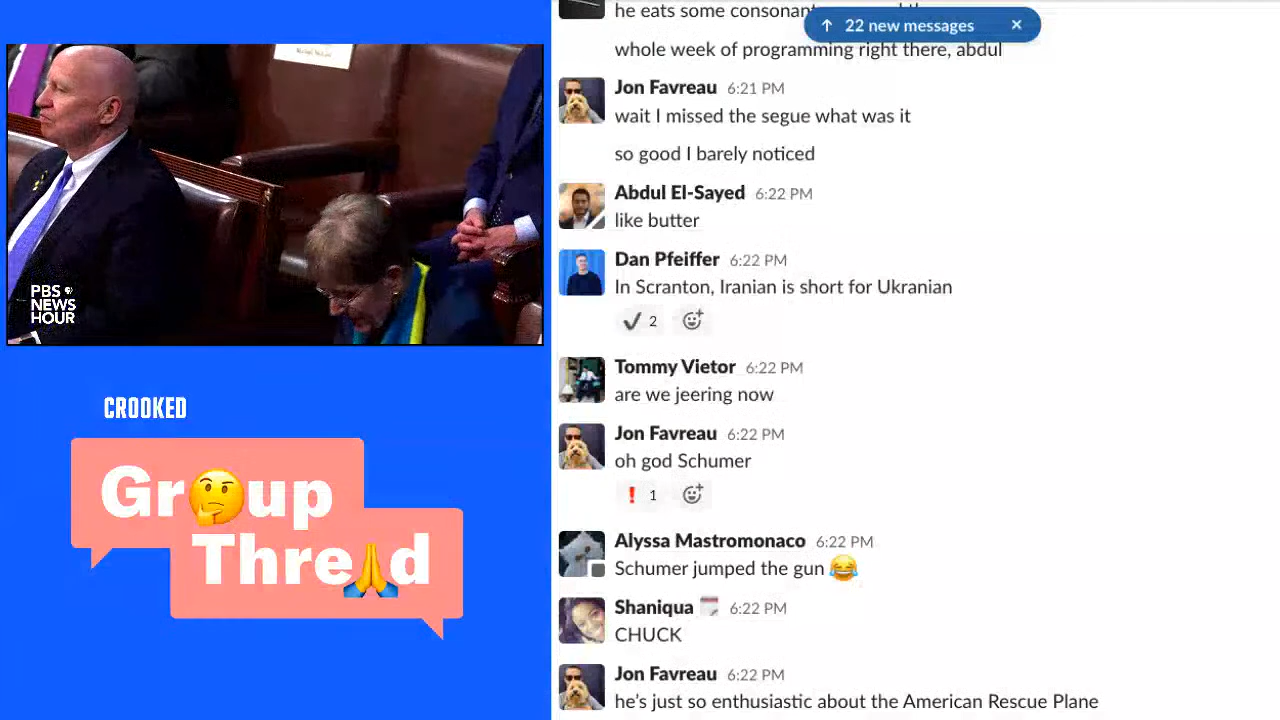 PBS
NEWS
HOUR
CROOKED
Gr🤔up
Thre🙏d
he eats some consonant
↑ 22 new messages ×
whole week of programming right there, abdul
Jon Favreau 6:21 PM
wait I missed the segue what was it
so good I barely noticed
Abdul El-Sayed 6:22 PM
like butter
Dan Pfeiffer 6:22 PM
In Scranton, Iranian is short for Ukranian
✔ 2
Tommy Vietor 6:22 PM
are we jeering now
Jon Favreau 6:22 PM
oh god Schumer
❗ 1
Alyssa Mastromonaco 6:22 PM
Schumer jumped the gun 😂
Shaniqua 6:22 PM
CHUCK
Jon Favreau 6:22 PM
he's just so enthusiastic about the American Rescue Plane